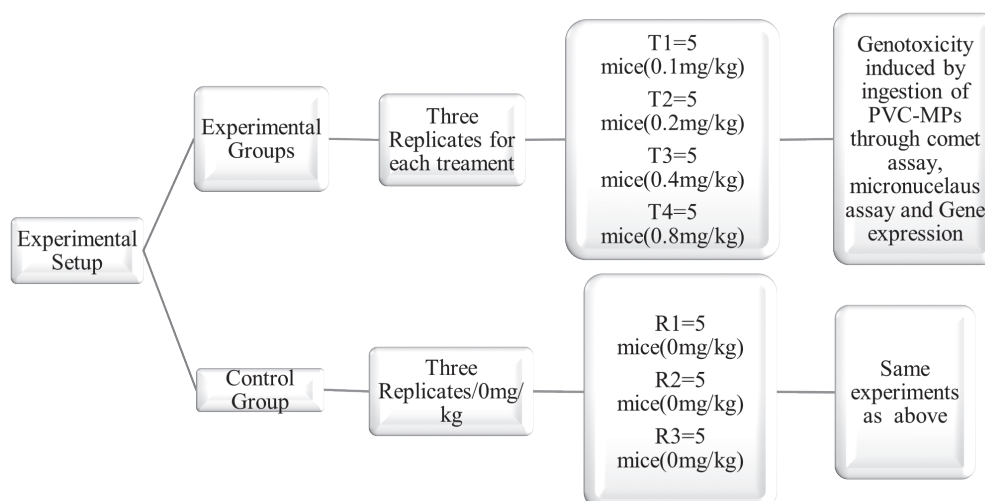 Experimental
Setup
Experimental
Groups
Three
Replicates for
each treament
T1=5
mice(0.1mg/kg)
T2=5
mice(0.2mg/kg)
T3=5
mice(0.4mg/kg)
T4=5
mice(0.8mg/kg)
Genotoxicity
induced by
ingestion of
PVC-MPs
through comet
assay,
micronucelaus
assay and Gene
expression
Control
Group
Three
Replicates/0mg/
kg
R1=5
mice(0mg/kg)
R2=5
mice(0mg/kg)
R3=5
mice(0mg/kg)
Same
experiments
as above